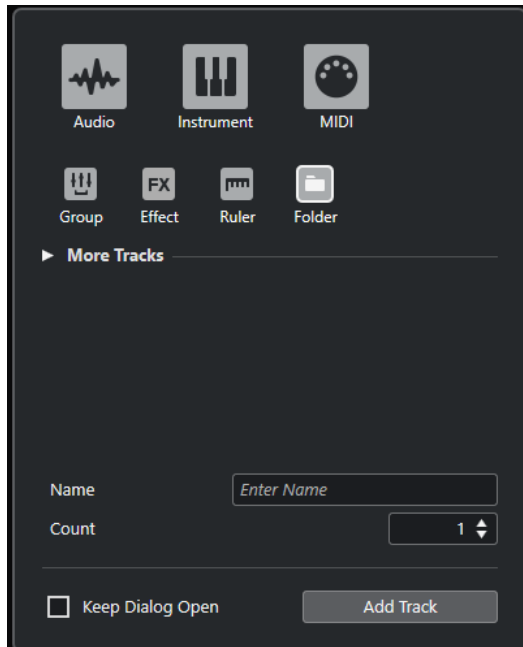 Audio Instrument MIDI
FX
Group Effect Ruler Folder
More Tracks
Name Enter Name
Count 1
Keep Dialog Open Add Track